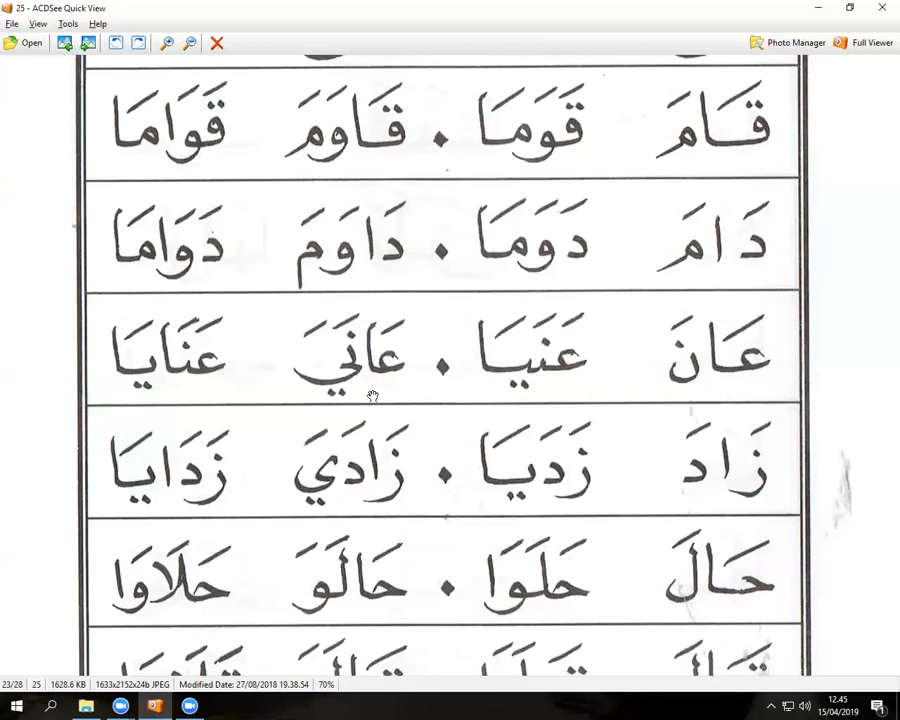 25 - ACDSee Quick View
File View Tools Help
Open Photo Manager Full Viewer
قَامَ قَوَمَا . قَاوَمَ قَوَامَا
دَامَ دَوَمَا . دَاوَمَ دَوَامَا
عَانَ عَنَيَا . عَانَيَ عَنَايَا
زَادَ زَدَيَا . زَادَيَ زَدَايَا
حَالَ حَلَوَا . حَالَوَ حَلَاوَا
23/28 25 1628.6 KB 1633x2152x24b JPEG Modified Date: 27/08/2018 19.38.54 70%
12.45
15/04/2019